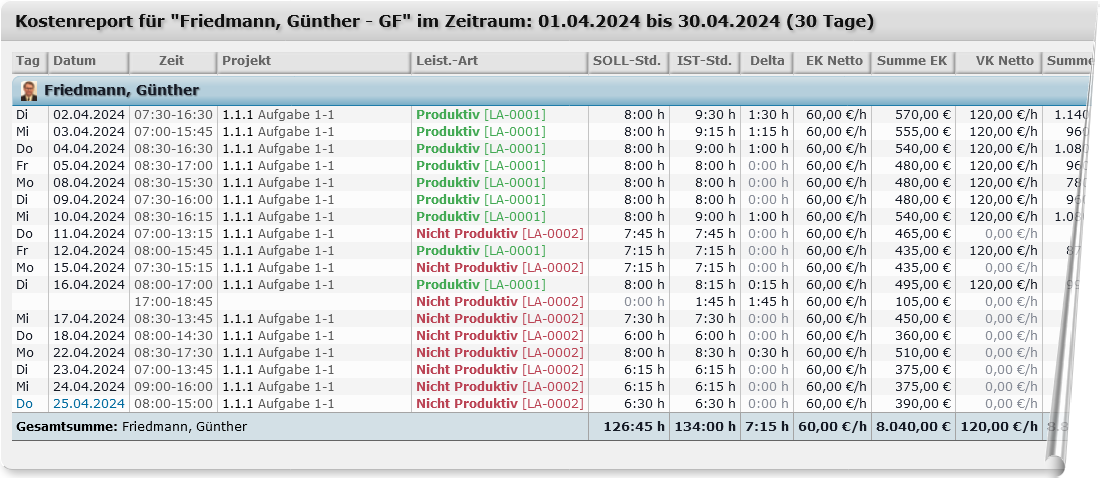 Kostenreport für "Friedmann, Günther - GF" im Zeitraum: 01.04.2024 bis 30.04.2024 (30 Tage)
Tag Datum Zeit Projekt Leist.-Art SOLL-Std. IST-Std. Delta EK Netto Summe EK VK Netto Summe
Friedmann, Günther
Di 02.04.2024 07:30-16:30 1.1.1 Aufgabe 1-1 Produktiv [LA-0001] 8:00 h 9:30 h 1:30 h 60,00 €/h 570,00 € 120,00 €/h 1.140
Mi 03.04.2024 07:00-15:45 1.1.1 Aufgabe 1-1 Produktiv [LA-0001] 8:00 h 9:15 h 1:15 h 60,00 €/h 555,00 € 120,00 €/h
Do 04.04.2024 08:30-16:30 1.1.1 Aufgabe 1-1 Produktiv [LA-0001] 8:00 h 9:00 h 1:00 h 60,00 €/h 540,00 € 120,00 €/h 1.080
Fr 05.04.2024 08:30-17:00 1.1.1 Aufgabe 1-1 Produktiv [LA-0001] 8:00 h 8:00 h 0:00 h 60,00 €/h 480,00 € 120,00 €/h
Mo 08.04.2024 08:30-15:30 1.1.1 Aufgabe 1-1 Produktiv [LA-0001] 8:00 h 8:00 h 0:00 h 60,00 €/h 480,00 € 120,00 €/h
Di 09.04.2024 07:30-16:00 1.1.1 Aufgabe 1-1 Produktiv [LA-0001] 8:00 h 8:00 h 0:00 h 60,00 €/h 480,00 € 120,00 €/h
Mi 10.04.2024 08:30-16:15 1.1.1 Aufgabe 1-1 Produktiv [LA-0001] 8:00 h 9:00 h 1:00 h 60,00 €/h 540,00 € 120,00 €/h
Do 11.04.2024 07:00-13:15 1.1.1 Aufgabe 1-1 Nicht Produktiv [LA-0002] 7:45 h 7:45 h 0:00 h 60,00 €/h 465,00 € 0,00 €/h
Fr 12.04.2024 08:00-15:45 1.1.1 Aufgabe 1-1 Produktiv [LA-0001] 7:15 h 7:15 h 0:00 h 60,00 €/h 435,00 € 120,00 €/h
Mo 15.04.2024 07:30-15:15 1.1.1 Aufgabe 1-1 Nicht Produktiv [LA-0002] 7:15 h 7:15 h 0:00 h 60,00 €/h 435,00 € 0,00 €/h
Di 16.04.2024 08:00-17:00 1.1.1 Aufgabe 1-1 Produktiv [LA-0001] 8:00 h 8:15 h 0:15 h 60,00 €/h 495,00 € 120,00 €/h
17:00-18:45 Nicht Produktiv [LA-0002] 0:00 h 1:45 h 1:45 h 60,00 €/h 105,00 € 0,00 €/h
Mi 17.04.2024 08:30-13:45 1.1.1 Aufgabe 1-1 Nicht Produktiv [LA-0002] 7:30 h 7:30 h 0:00 h 60,00 €/h 450,00 € 0,00 €/h
Do 18.04.2024 08:00-14:30 1.1.1 Aufgabe 1-1 Nicht Produktiv [LA-0002] 6:00 h 6:00 h 0:00 h 60,00 €/h 360,00 € 0,00 €/h
Mo 22.04.2024 08:30-17:30 1.1.1 Aufgabe 1-1 Nicht Produktiv [LA-0002] 8:00 h 8:30 h 0:30 h 60,00 €/h 510,00 € 0,00 €/h
Di 23.04.2024 07:00-13:45 1.1.1 Aufgabe 1-1 Nicht Produktiv [LA-0002] 6:15 h 6:15 h 0:00 h 60,00 €/h 375,00 € 0,00 €/h
Mi 24.04.2024 09:00-16:00 1.1.1 Aufgabe 1-1 Nicht Produktiv [LA-0002] 6:15 h 6:15 h 0:00 h 60,00 €/h 375,00 € 0,00 €/h
Do 25.04.2024 08:00-15:00 1.1.1 Aufgabe 1-1 Nicht Produktiv [LA-0002] 6:30 h 6:30 h 0:00 h 60,00 €/h 390,00 € 0,00 €/h
Gesamtsumme: Friedmann, Günther 126:45 h 134:00 h 7:15 h 60,00 €/h 8.040,00 € 120,00 €/h